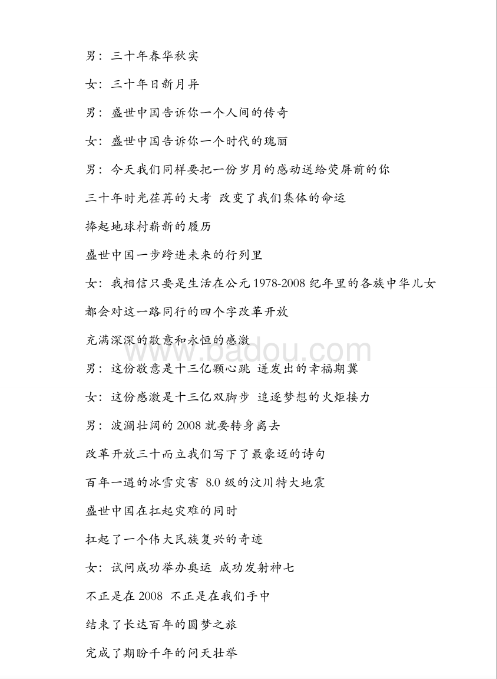 男：三十年春华秋实
女：三十年日新月异
男：盛世中国告诉你一个人间的传奇
女：盛世中国告诉你一个时代的瑰丽
男：今天我们同样要把一份岁月的感动送给荧屏前的你
三十年时光荏苒的大考 改变了我们集体的命运
捧起地球村崭新的履历
盛世中国一步跨进未来的行列里
女：我相信只要是生活在公元1978-2008纪年里的各族中华儿女
都会对这一路同行的四个字改革开放
充满深深的敬意和永恒的感激
www.badou.com
男：这份敬意是十三亿颗心跳 迸发出的幸福期冀
女：这份感激是十三亿双脚步 追逐梦想的火炬接力
男：波澜壮阔的2008就要转身离去
改革开放三十而立我们写下了最豪迈的诗句
百年一遇的冰雪灾害 8.0级的汶川特大地震
盛世中国在扛起灾难的同时
扛起了一个伟大民族复兴的奇迹
女：试问成功举办奥运 成功发射神七
不正是在2008 不正是在我们手中
结束了长达百年的圆梦之旅
完成了期盼千年的问天壮举